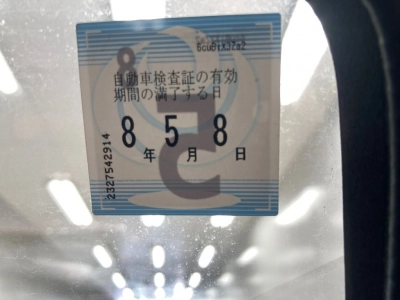 自動車検査証の有効
期間の満了する日
8年 5月 8日
2327542914